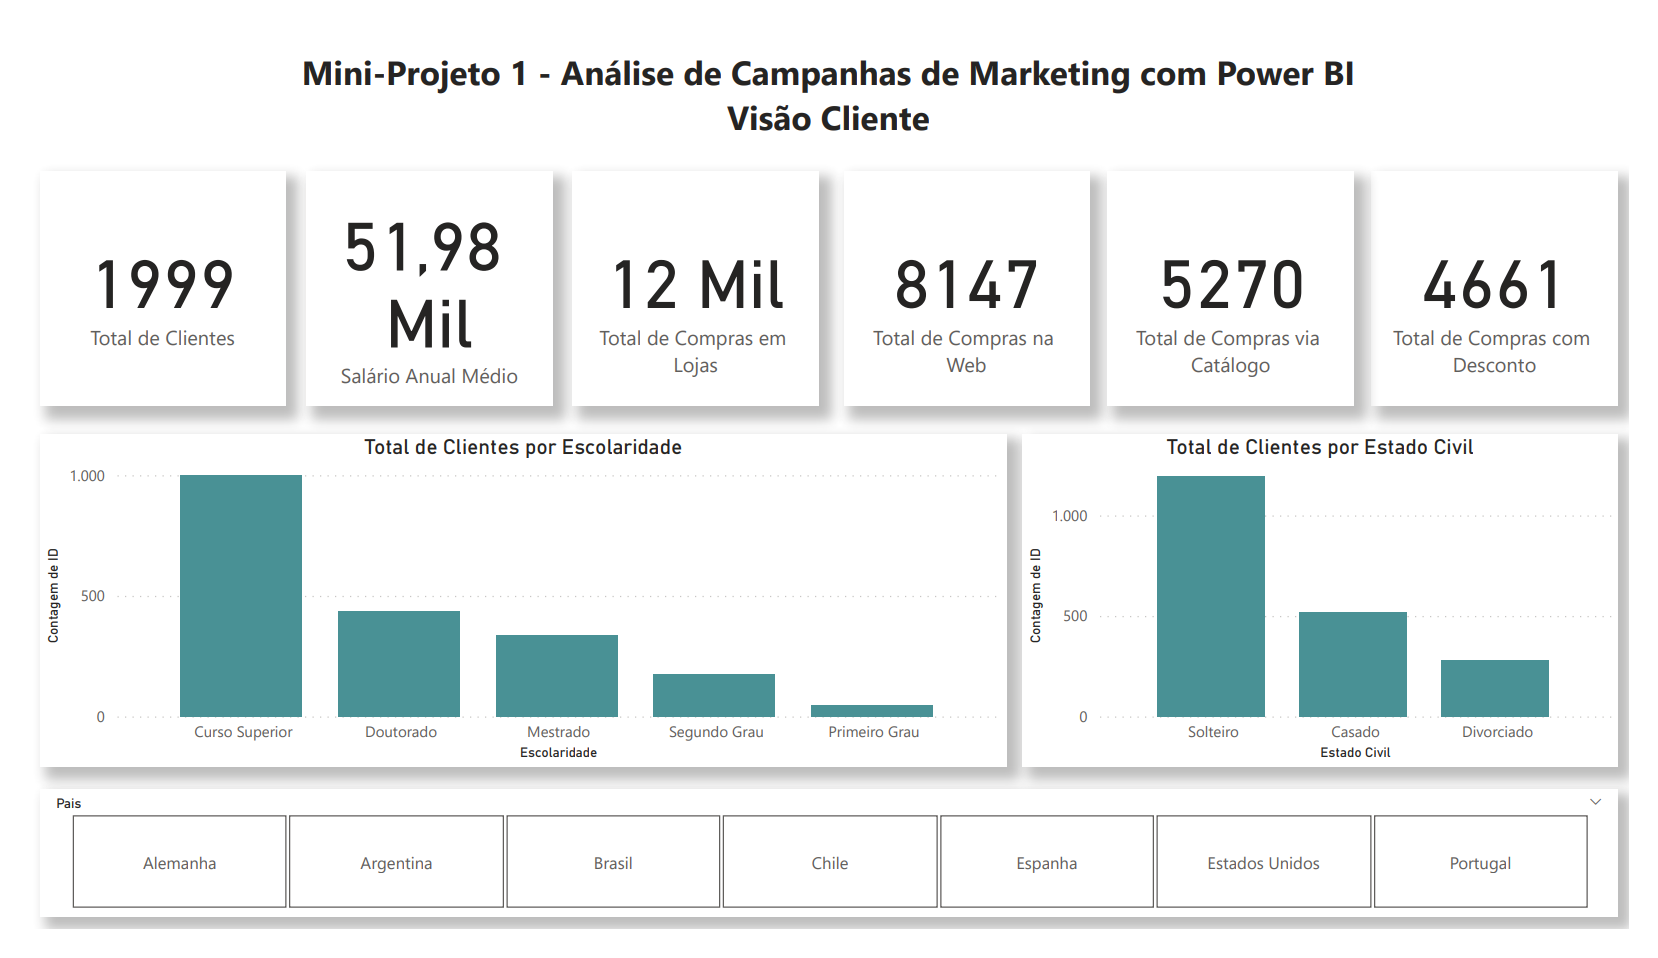 Mini-Projeto 1 - Análise de Campanhas de Marketing com Power BI
Visão Cliente
1999
Total de Clientes
51,98
Mil
Salário Anual Médio
12 Mil
Total de Compras em
Lojas
8147
Total de Compras na
Web
5270
Total de Compras via
Catálogo
4661
Total de Compras com
Desconto
Total de Clientes por Escolaridade
Contagem de ID
1.000
500
0
Curso Superior
Doutorado
Mestrado
Segundo Grau
Primeiro Grau
Escolaridade
Total de Clientes por Estado Civil
Contagem de ID
1.000
500
0
Solteiro
Casado
Divorciado
Estado Civil
Pais
Alemanha
Argentina
Brasil
Chile
Espanha
Estados Unidos
Portugal